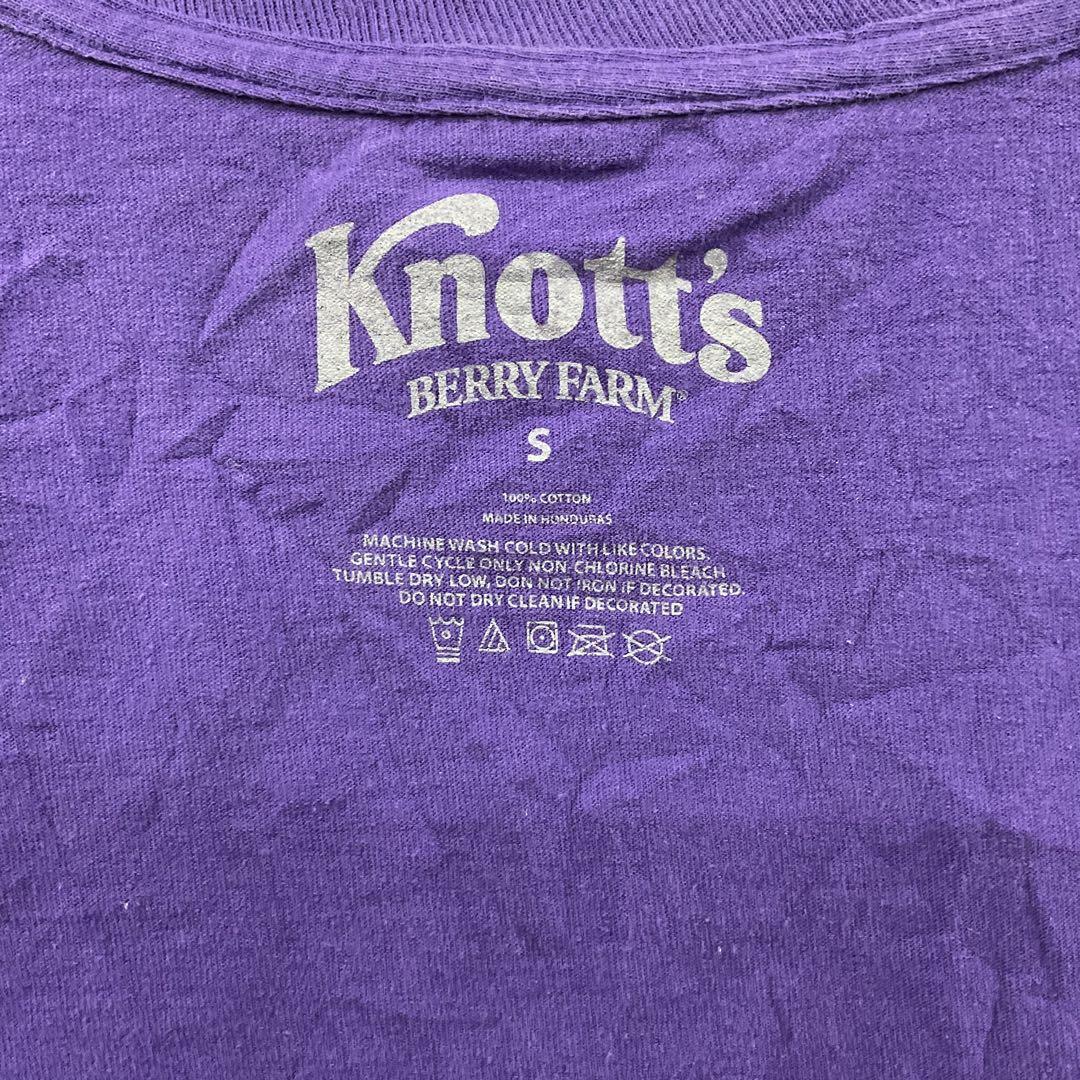 Knott's
BERRY FARM®
S
100% COTTON
MADE IN HONDURAS
MACHINE WASH COLD WITH LIKE COLORS.
GENTLE CYCLE ONLY NON-CHLORINE BLEACH
TUMBLE DRY LOW, DON NOT IRON IF DECORATED.
DO NOT DRY CLEAN IF DECORATED